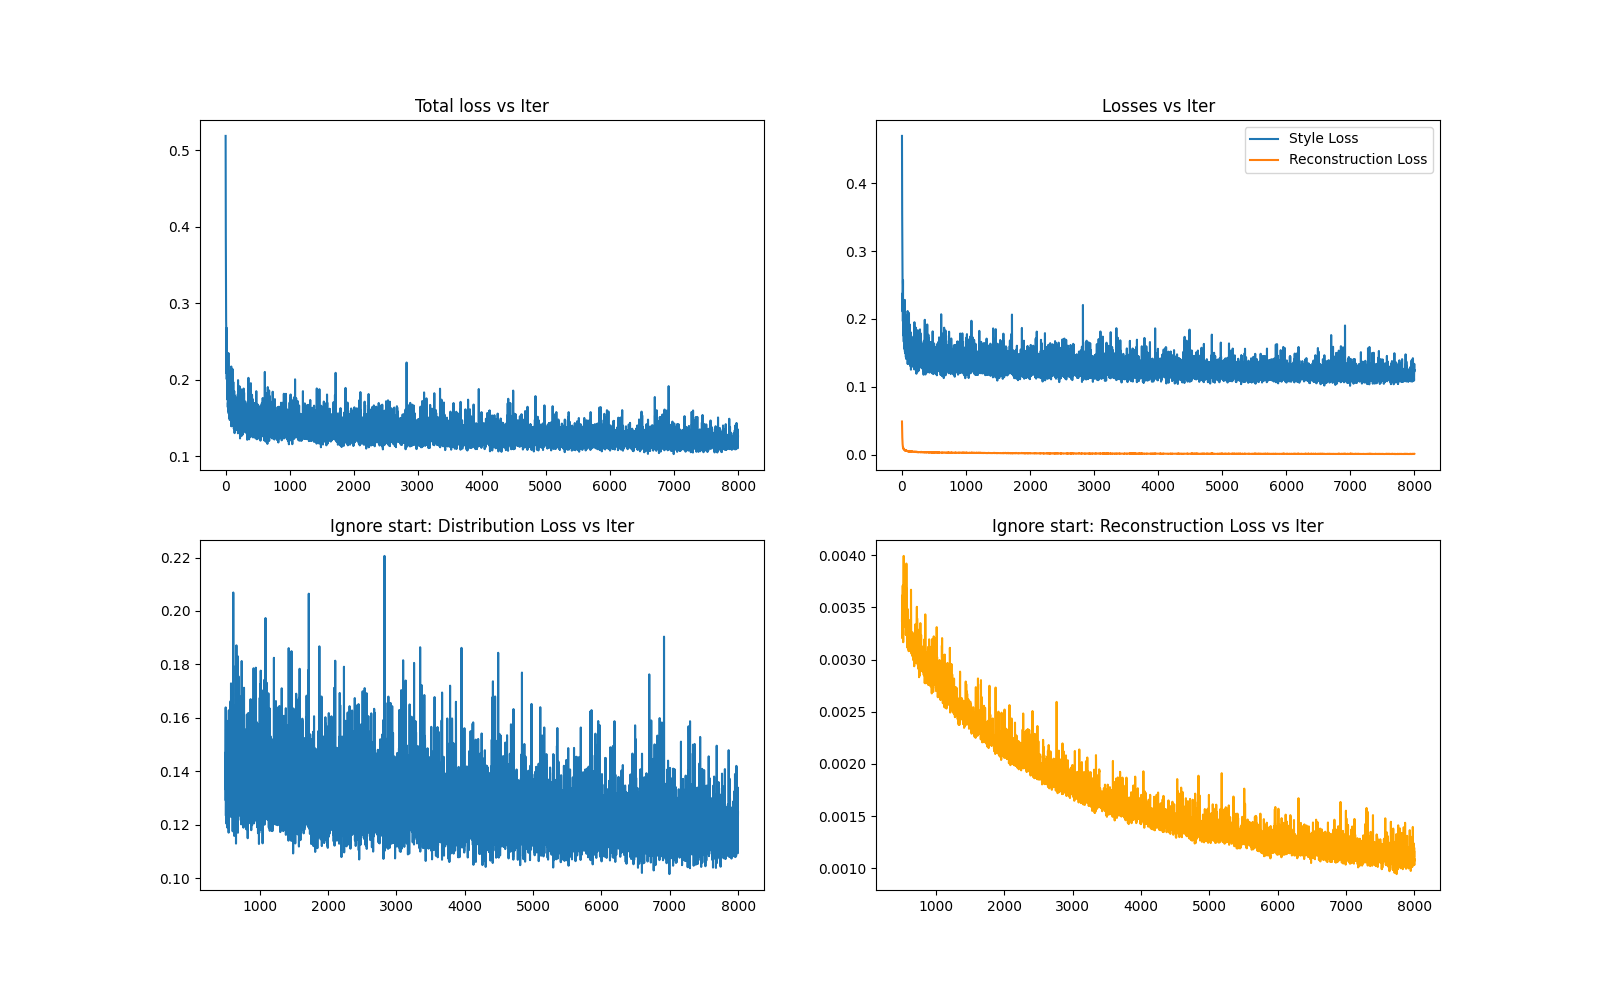 Total loss vs Iter
0.5
0.4
0.3
0.2
0.1
0 1000 2000 3000 4000 5000 6000 7000 8000
Losses vs Iter
Style Loss
Reconstruction Loss
0.4
0.3
0.2
0.1
0.0
0 1000 2000 3000 4000 5000 6000 7000 8000
Ignore start: Distribution Loss vs Iter
0.22
0.20
0.18
0.16
0.14
0.12
0.10
1000 2000 3000 4000 5000 6000 7000 8000
Ignore start: Reconstruction Loss vs Iter
0.0040
0.0035
0.0030
0.0025
0.0020
0.0015
0.0010
1000 2000 3000 4000 5000 6000 7000 8000